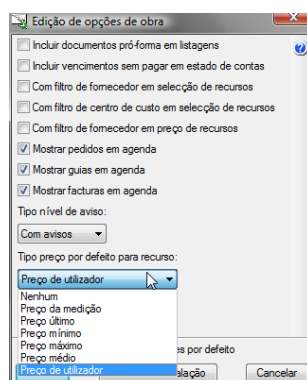 Edição de opções de obra
Incluir documentos pró-forma em listagens
Incluir vencimentos sem pagar em estado de contas
Com filtro de fornecedor em selecção de recursos
Com filtro de centro de custo em selecção de recursos
Com filtro de fornecedor em preço de recursos
Mostrar pedidos em agenda
Mostrar guias em agenda
Mostrar facturas em agenda
Tipo nível de aviso:
Com avisos
Tipo preço por defeito para recurso:
Preço de utilizador
Nenhum
Preço da medição
Preço último
Preço mínimo
Preço máximo
Preço médio
por defeito
Preço de utilizador
Cancelar